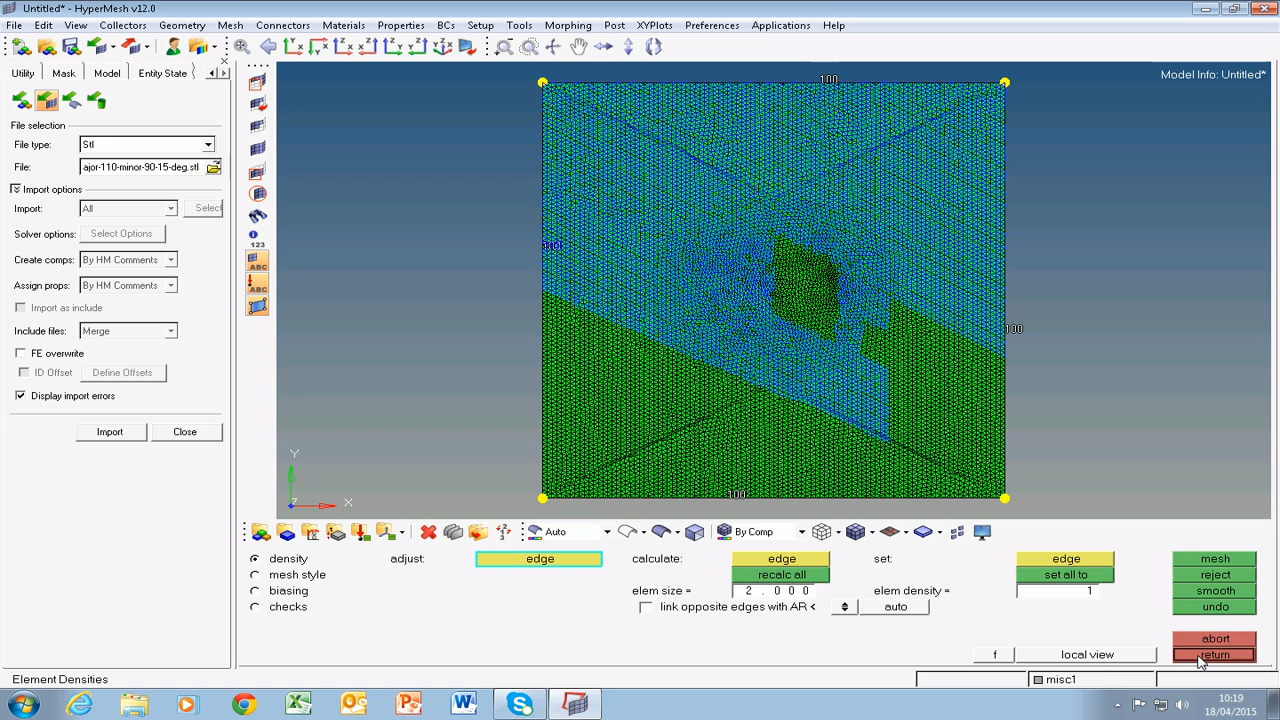 Untitled* - HyperMesh v12.0
File Edit View Collectors Geometry Mesh Connectors Materials Properties BCs Setup Tools Morphing Post XYPlots Preferences Applications Help
Utility Mask Model Entity State
Model Info: Untitled*
100
File selection
File type: Stl
File: ajor-110-minor-90-15-deg.stl
Import options
Import: All Select
Solver options: Select Options
Create comps: By HM Comments
Assign props: By HM Comments
Import as include
Include files: Merge
FE overwrite
ID Offset Define Offsets
Display import errors
Import Close
123
ABC
ABC
100
100
Y
Z X
Auto By Comp
density adjust: edge calculate: edge set: edge mesh
mesh style recalc all set all to reject
biasing elem size = 2.000 elem density = 1 smooth
checks link opposite edges with AR < auto undo
abort
f local view return
Element Densities misc1
10:19
18/04/2015